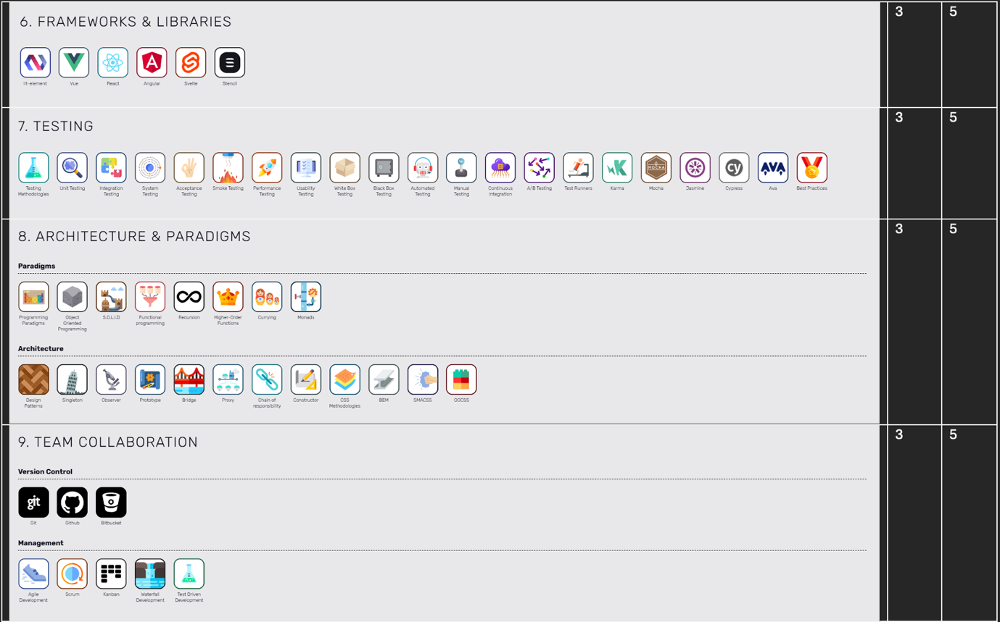 6. FRAMEWORKS & LIBRARIES
3
5
lit-element
Vue
React
Angular
Svelte
Stencil
7. TESTING
3
5
Testing
Methodologies
Unit Testing
Integration
Testing
System
Testing
Acceptance
Testing
Smoke Testing
Performance
Testing
Usability
Testing
White Box
Testing
Black Box
Testing
Automated
Testing
Manual
Testing
Continuous
integration
A/B Testing
Test Runners
K
Karma
MOCHA
Mocha
Jasmine
cy
Cypress
AVA
Ava
Best Practices
8. ARCHITECTURE & PARADIGMS
3
5
Paradigms
Programming
Paradigms
Object
Oriented
Programming
S.O.L.I.D
Functional
programming
Recursion
Higher-Order
Functions
Currying
Monads
Architecture
Design
Patterns
Singleton
Observer
Prototype
Bridge
Proxy
Chain of
responsibility
Constructor
CSS
Methodologies
BEM
SMACSS
OOCSS
9. TEAM COLLABORATION
3
5
Version Control
git
Git
Github
Bitbucket
Management
Agile
Development
Scrum
Kanban
Waterfall
Development
Test Driven
Development